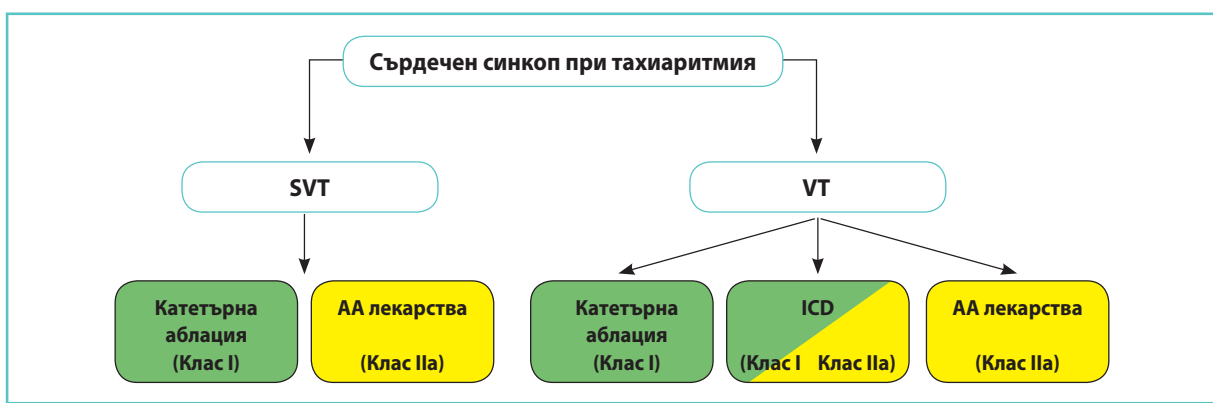 Сърдечен синкоп при тахиаритмия
SVT
VT
Катетърна
аблация
(Клас I)
АА лекарства
(Клас IIa)
Катетърна
аблация
(Клас I)
ICD
(Клас I Клас IIa)
АА лекарства
(Клас IIa)